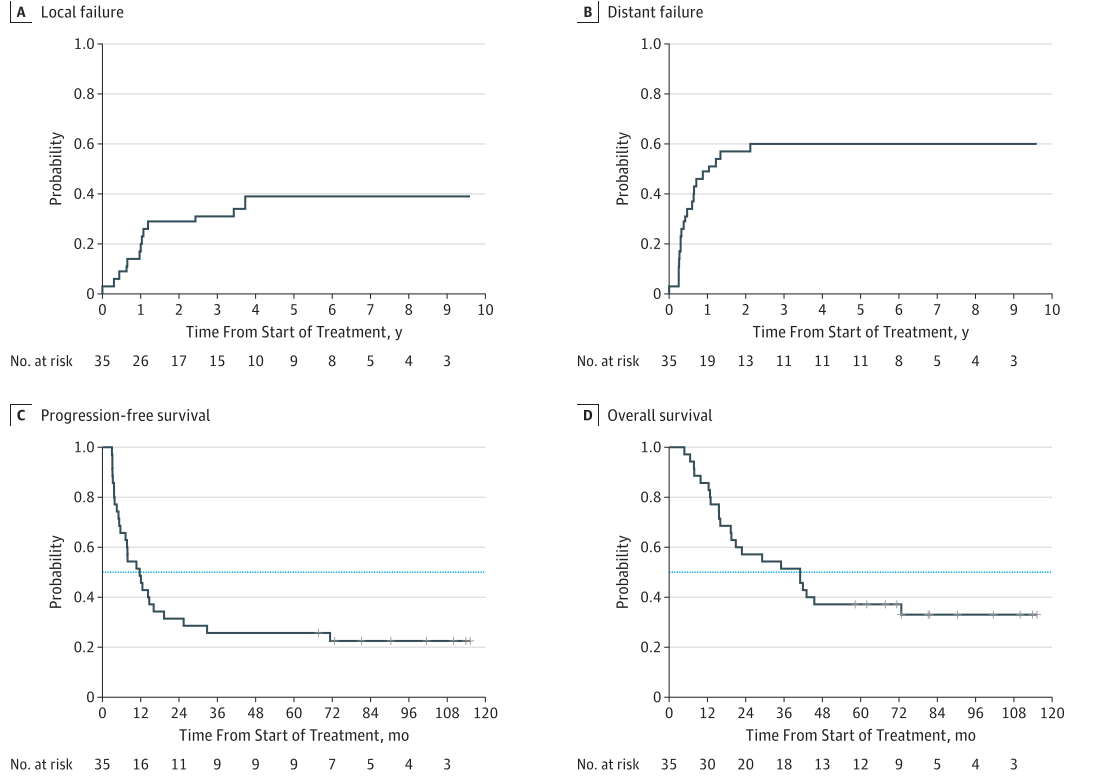 A Local failure
1.0
0.8
0.6
0.4
0.2
0
Probability
0 1 2 3 4 5 6 7 8 9 10
Time From Start of Treatment, y
No. at risk 35 26 17 15 10 9 8 5 4 3
B Distant failure
1.0
0.8
0.6
0.4
0.2
0
Probability
0 1 2 3 4 5 6 7 8 9 10
Time From Start of Treatment, y
No. at risk 35 19 13 11 11 11 8 5 4 3
C Progression-free survival
1.0
0.8
0.6
0.4
0.2
0
Probability
0 12 24 36 48 60 72 84 96 108 120
Time From Start of Treatment, mo
No. at risk 35 16 11 9 9 9 7 5 4 3
D Overall survival
1.0
0.8
0.6
0.4
0.2
0
Probability
0 12 24 36 48 60 72 84 96 108 120
Time From Start of Treatment, mo
No. at risk 35 30 20 18 13 12 9 5 4 3